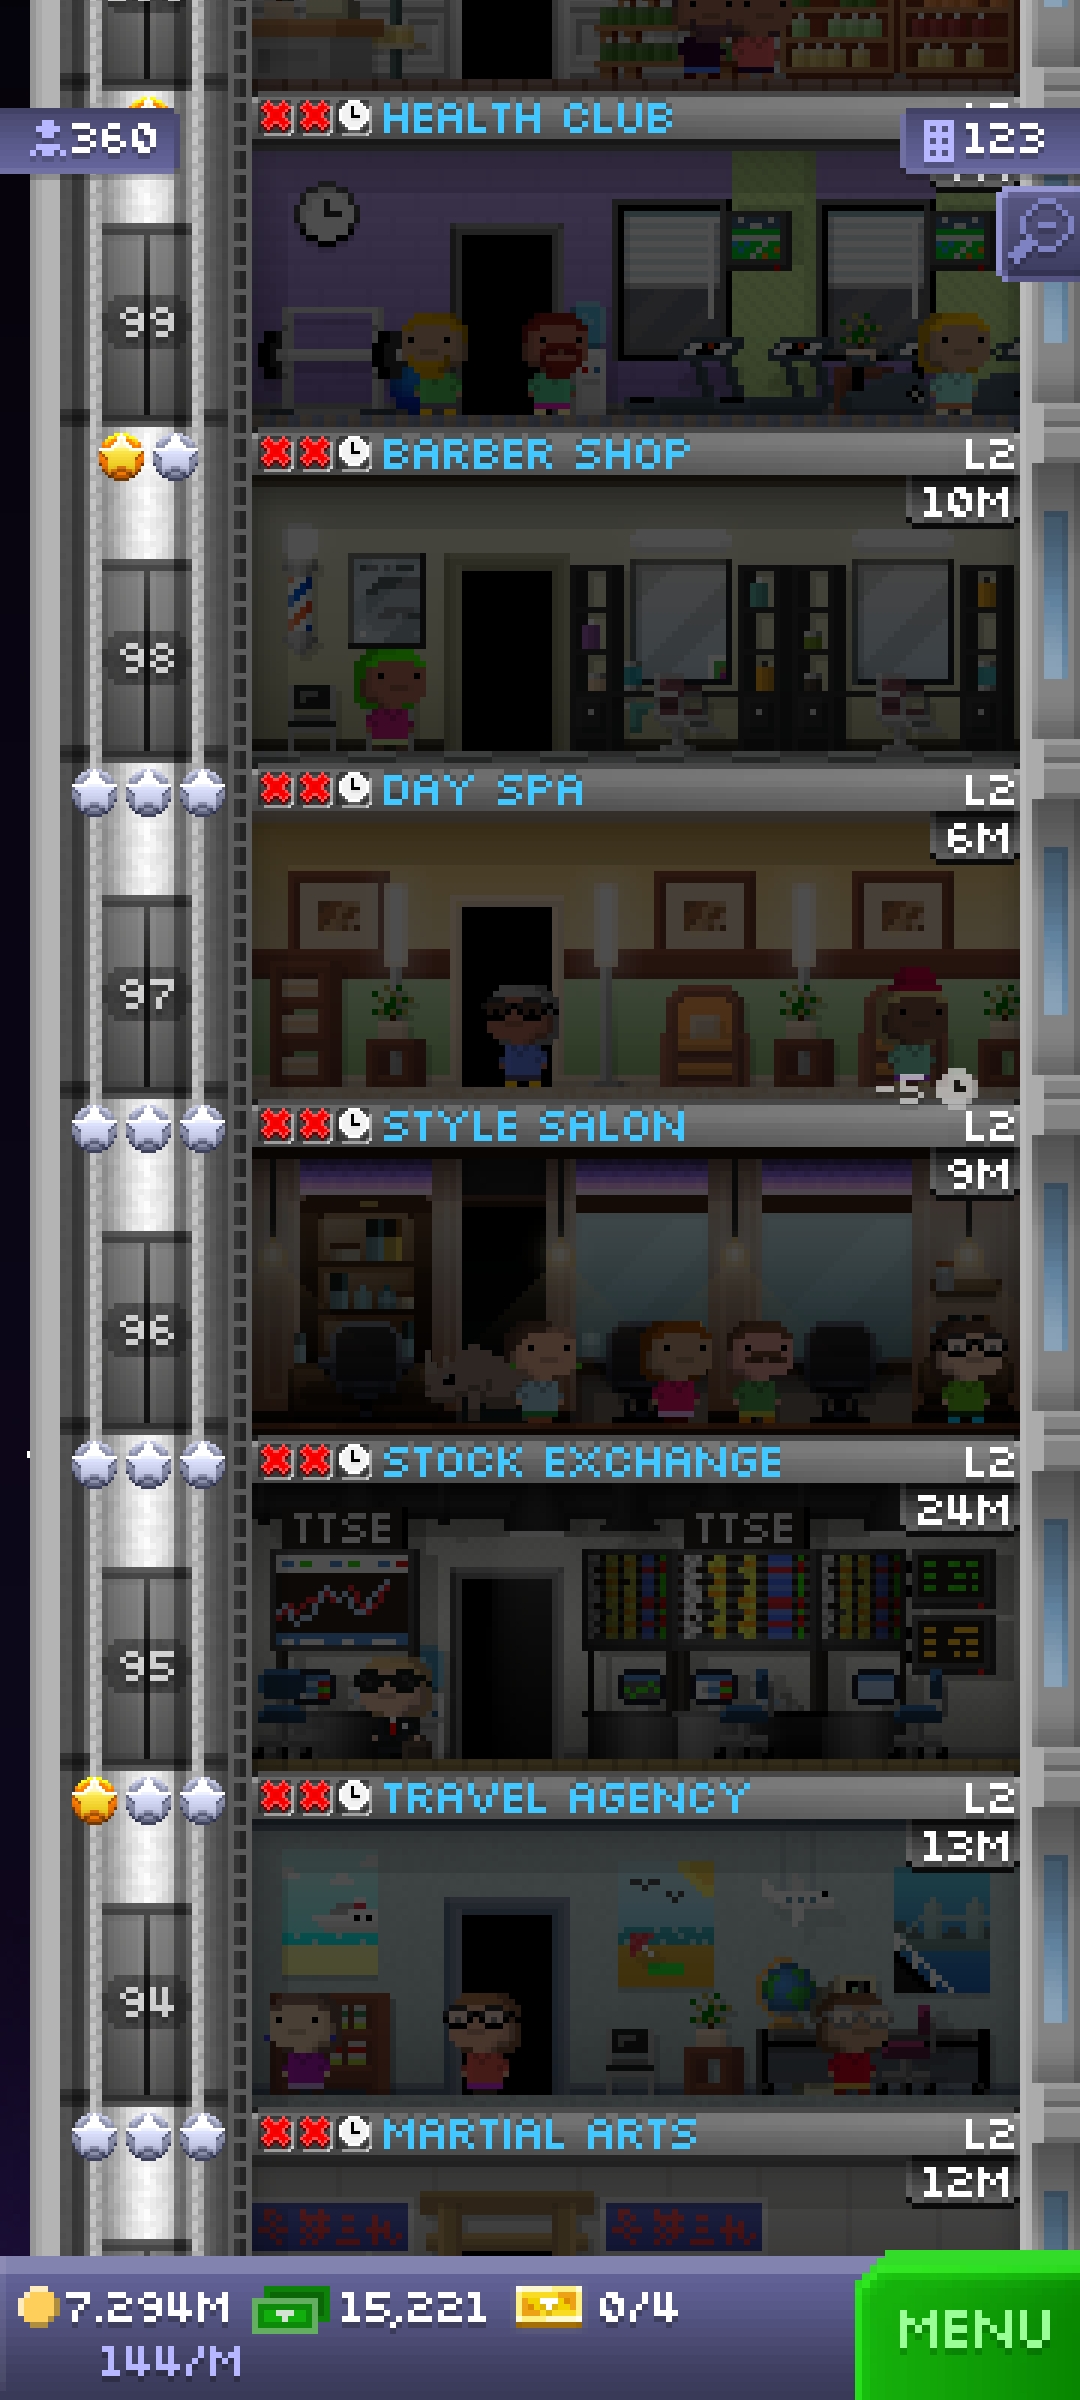 HEALTH CLUB
360
123
99
BARBER SHOP L2
10M
98
DAY SPA L2
6M
97
-5
STYLE SALON L2
9M
96
STOCK EXCHANGE L2
24M
TTSE TTSE
95
TRAVEL AGENCY L2
13M
94
MARTIAL ARTS L2
12M
7.294M 15,221 0/4
144/M
MENU